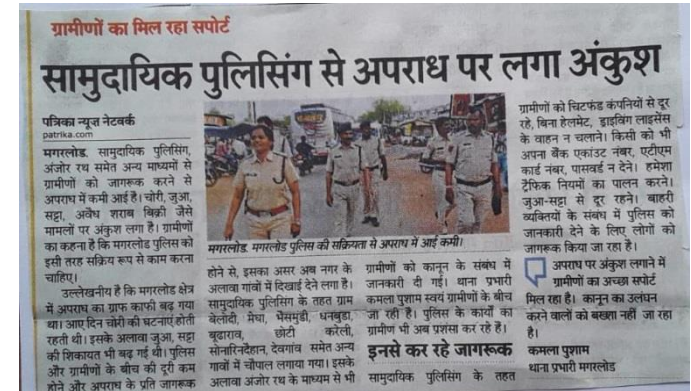 ग्रामीणों का मिल रहा सपोर्ट
सामुदायिक पुलिसिंग से अपराध पर लगा अंकुश
पत्रिका न्यूज नेटवर्क
patrika.com
मगरलोड. सामुदायिक पुलिसिंग,
अंजोर रथ समेत अन्य माध्यमों से
ग्रामीणों को जागरूक करने से
अपराध में कमी आई है। चोरी, जुआ,
सट्टा, अवैध शराब बिक्री जैसे
मामलों पर अंकुश लगा है। ग्रामीणों
का कहना है कि मगरलोड पुलिस को
इसी तरह सक्रिय रूप से काम करना
चाहिए।
उल्लेखनीय है कि मगरलोड क्षेत्र
में अपराध का ग्राफ काफी बढ़ गया
था। आए दिन चोरी की घटनाएं होती
रहती थी। इसके अलावा जुआ, सट्टा
की शिकायत भी बढ़ गई थी। पुलिस
और ग्रामीणों के बीच की दूरी कम
होने और अपराध के प्रति जागरूक
मगरलोड. मगरलोड पुलिस की सक्रियता से अपराध में आई कमी।
होने से, इसका असर अब नगर के
अलावा गांवों में दिखाई देने लगा है।
सामुदायिक पुलिसिंग के तहत ग्राम
बेलोदी, मेघा, भैंसमुंडी, धनबुडा,
बूढाराव, छोटी करेली,
सोनारिनदैहान, देवगांव समेत अन्य
गांवों में चौपाल लगाया गया। इसके
अलावा अंजोर रथ के माध्यम से भी
ग्रामीणों को कानून के संबंध में
जानकारी दी गई। थाना प्रभारी
कमला पुशाम स्वयं ग्रामीणों के बीच
जा रही है। पुलिस के कार्यों का
ग्रामीण भी अब प्रशंसा कर रहे हैं।
इनसे कर रहे जागरूक
सामुदायिक पुलिसिंग के तहत
ग्रामीणों को चिटफंड कंपनियों से दूर
रहे, बिना हेलमेट, ड्राइविंग लाइसेंस
के वाहन न चलाने। किसी को भी
अपना बैंक एकाउंट नंबर, एटीएम
कार्ड नंबर, पासवर्ड न देने। हमेशा
ट्रैफिक नियमों का पालन करने।
जुआ-सट्टा से दूर रहने। बाहरी
व्यक्तियों के संबंध में पुलिस को
जानकारी देने के लिए लोगों को
जागरूक किया जा रहा है।
अपराध पर अंकुश लगाने में
ग्रामीणों का अच्छा सपोर्ट
मिल रहा है। कानून का उलंघन
करने वालों को बख्शा नहीं जा रहा
है।
कमला पुशाम
थाना प्रभारी मगरलोड